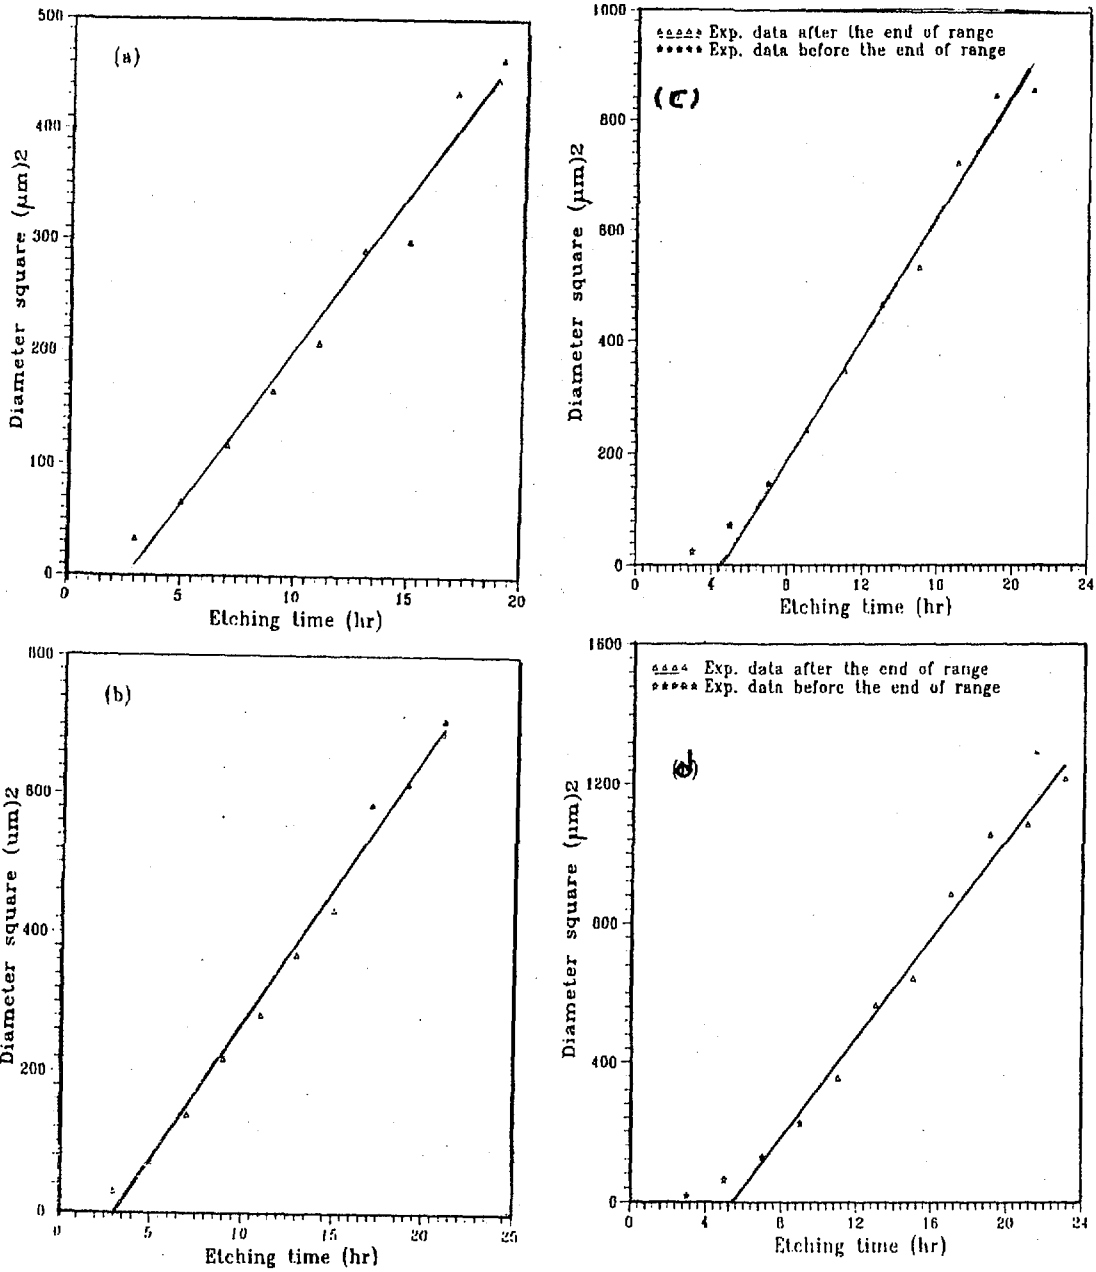 (a)
500
400
300
200
100
0
Diameter square (μm)2
0 5 10 15 20
Etching time (hr)
(c)
△△△△△ Exp. data after the end of range
★★★★★ Exp. data before the end of range
1000
800
600
400
200
0
Diameter square (μm)2
0 4 8 12 16 20 24
Etching time (hr)
(b)
800
600
400
200
0
Diameter square (um)2
0 5 10 15 20 25
Etching time (hr)
(d)
△△△△ Exp. data after the end of range
★★★★★ Exp. data before the end of range
1600
1200
800
400
0
Diameter square (μm)2
0 4 8 12 16 20 24
Etching time (hr)